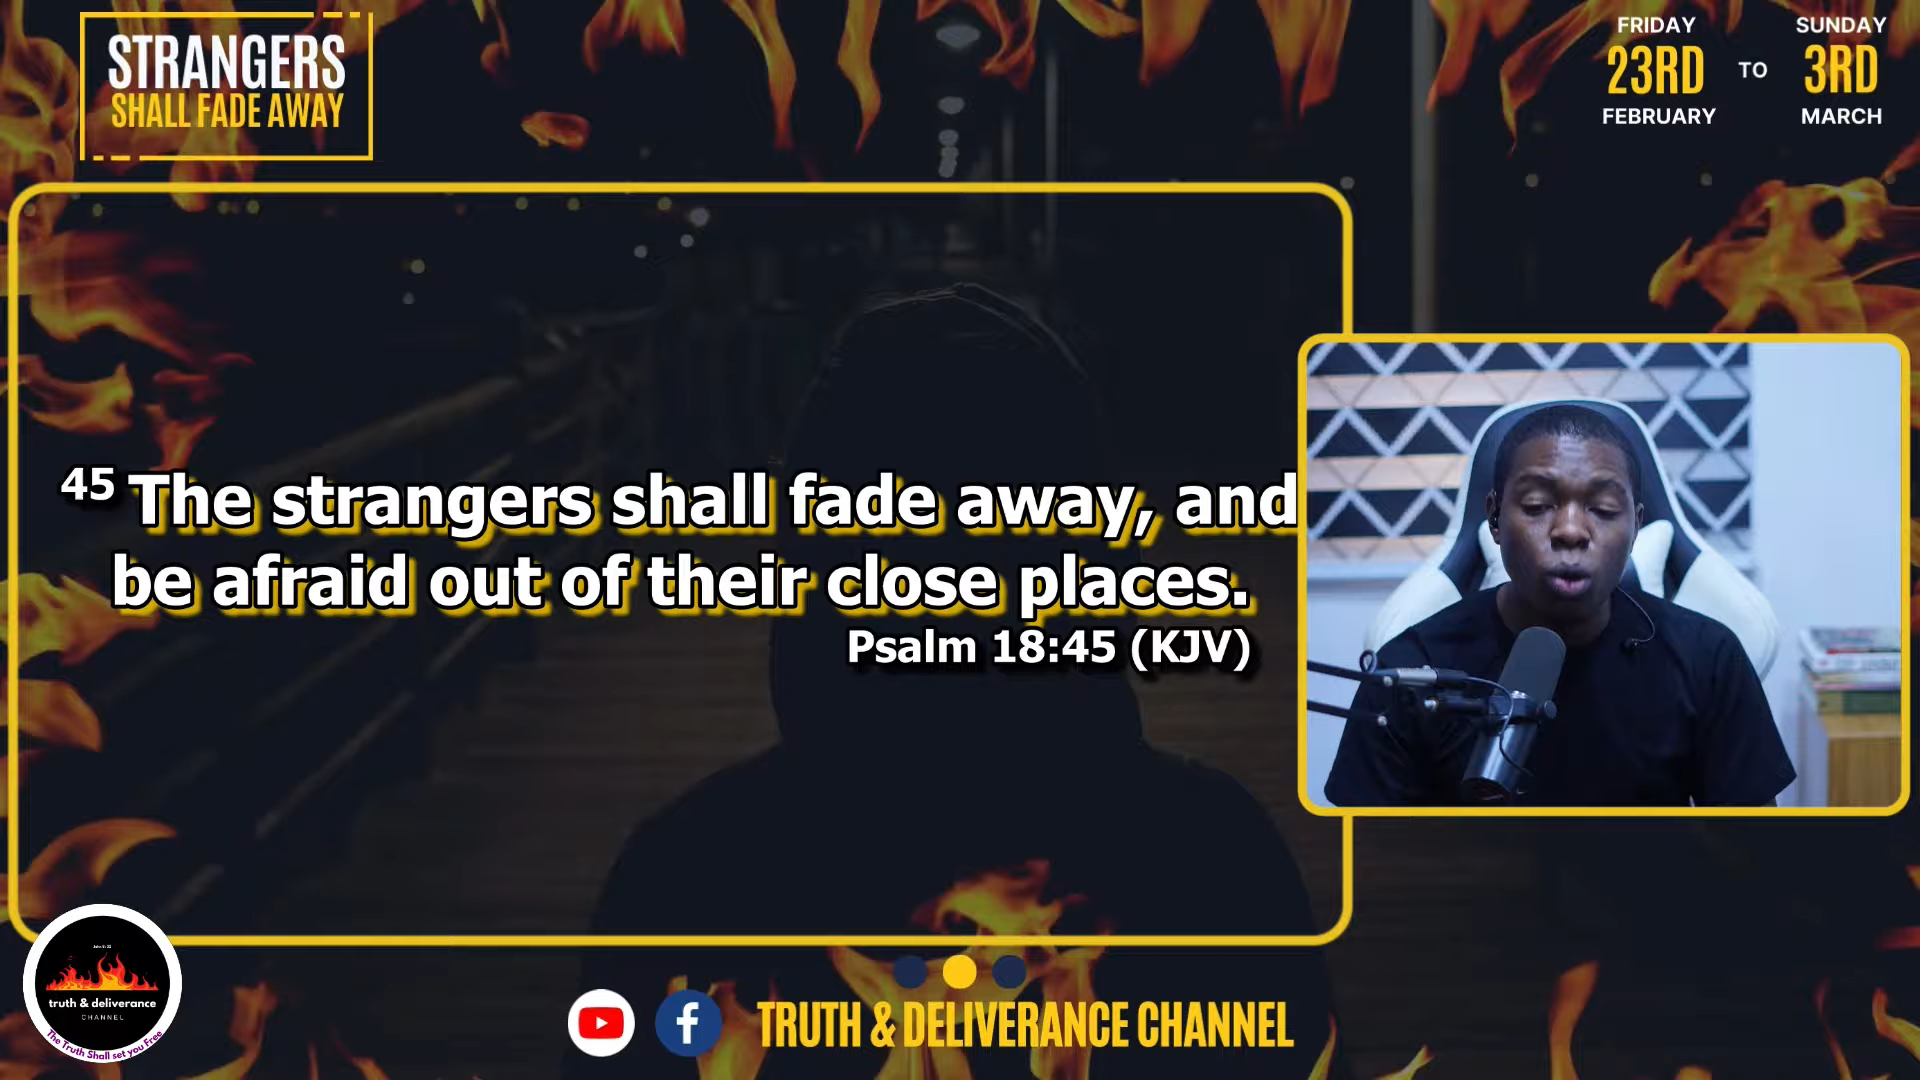 STRANGERS
SHALL FADE AWAY
FRIDAY
23RD
FEBRUARY
TO
SUNDAY
3RD
MARCH
45 The strangers shall fade away, and
be afraid out of their close places.
Psalm 18:45 (KJV)
truth & deliverance
CHANNEL
The Truth Shall set you Free
TRUTH & DELIVERANCE CHANNEL